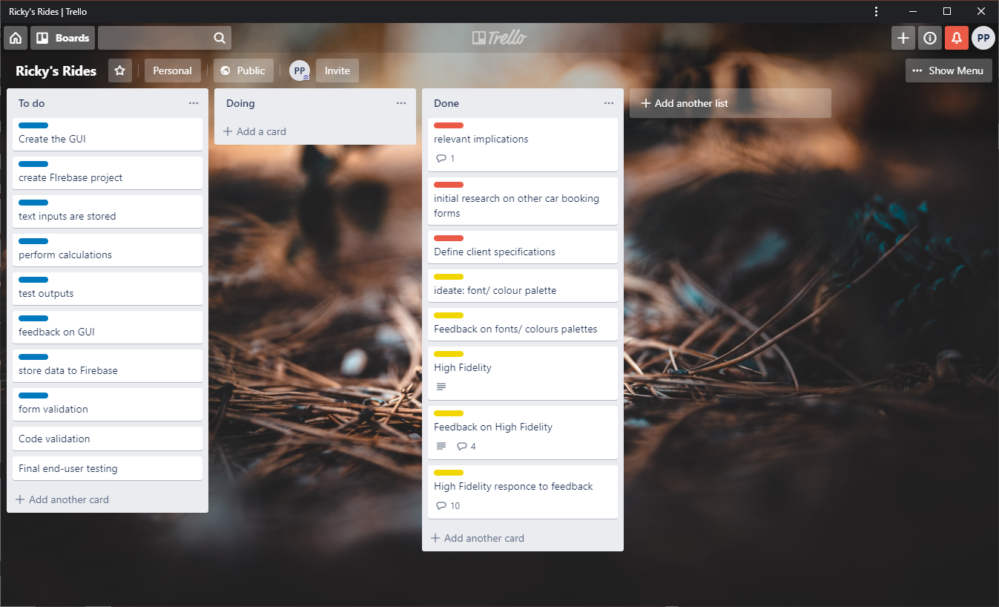 Ricky's Rides | Trello
Boards
Trello
PP
Ricky's Rides
Personal
Public
PP
Invite
Show Menu
To do
Create the GUI
create FIrebase project
text inputs are stored
perform calculations
test outputs
feedback on GUI
store data to Firebase
form validation
Code validation
Final end-user testing
Add another card
Doing
Add a card
Done
relevant implications
1
initial research on other car booking
forms
Define client specifications
ideate: font/ colour palette
Feedback on fonts/ colours palettes
High Fidelity
Feedback on High Fidelity
4
High Fidelity responce to feedback
10
Add another card
Add another list